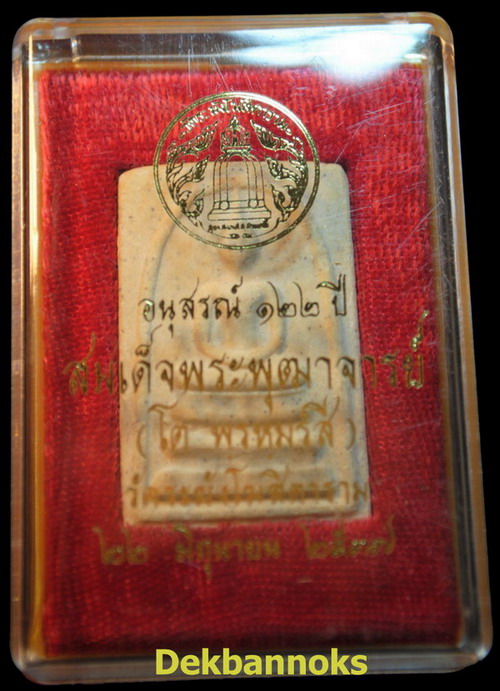 อนุสรณ์ ๑๒๒ ปี
สมเด็จพระพุฒาจารย์
(โต พรหมรังสี)
วัดระฆังโฆสิตาราม
๒๒ มิถุนายน ๒๕๓๗
Dekbannoks